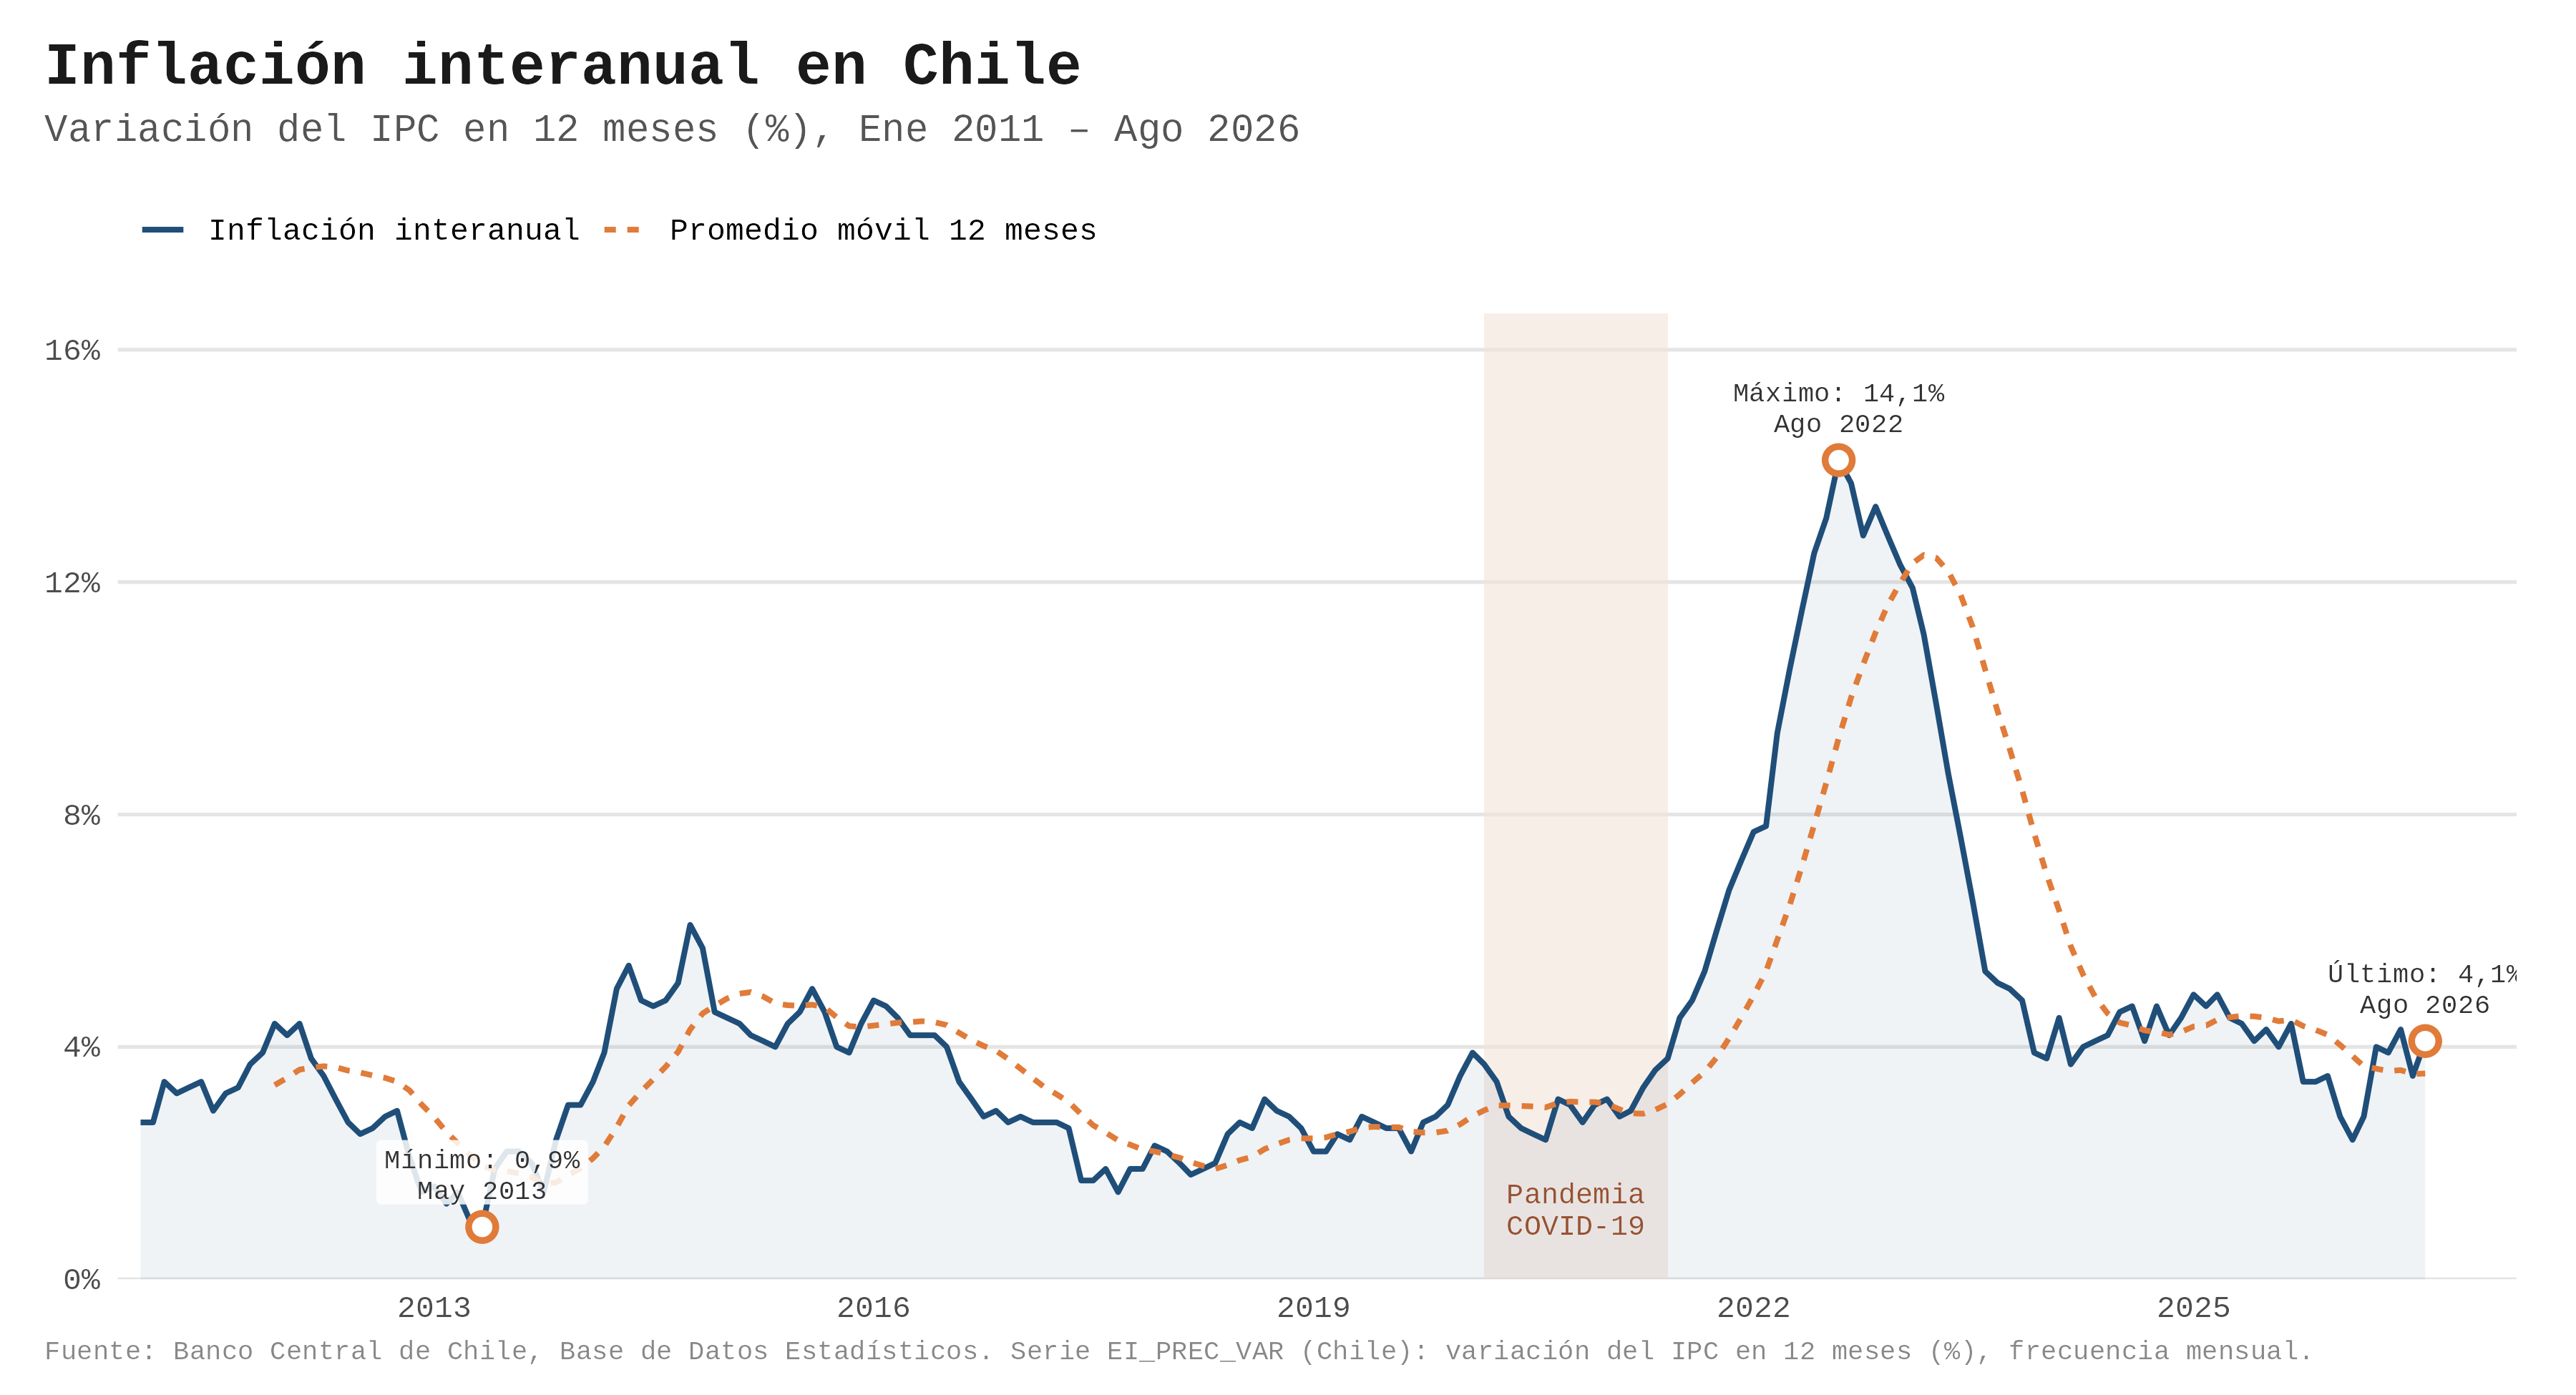 Inflación interanual en Chile
Variación del IPC en 12 meses (%), Ene 2011 – Ago 2026
Inflación interanual
Promedio móvil 12 meses
16%
12%
8%
4%
0%
Máximo: 14,1%
Ago 2022
Último: 4,1%
Ago 2026
Mínimo: 0,9%
May 2013
Pandemia
COVID-19
2013 2016 2019 2022 2025
Fuente: Banco Central de Chile, Base de Datos Estadísticos. Serie EI_PREC_VAR (Chile): variación del IPC en 12 meses (%), frecuencia mensual.